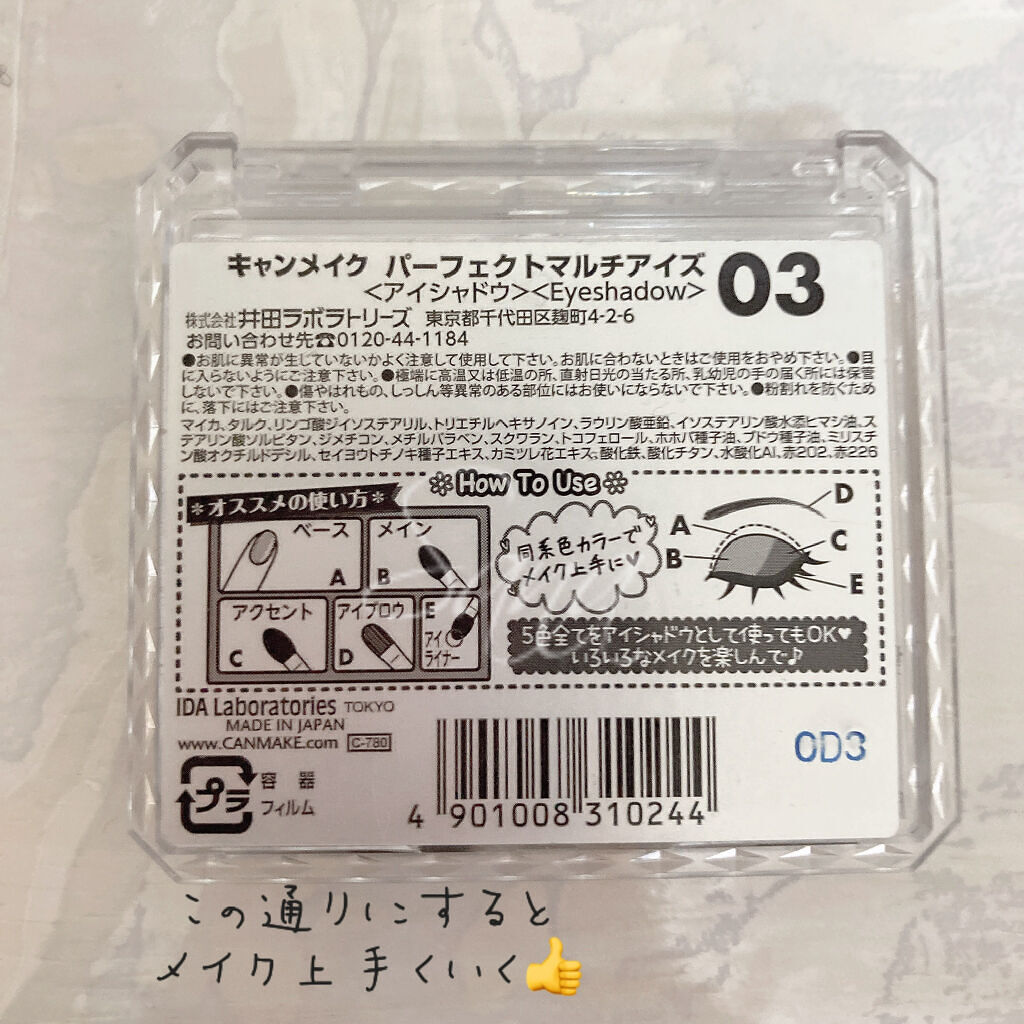 キャンメイク パーフェクトマルチアイズ 03
<アイシャドウ><Eyeshadow>
株式会社井田ラボラトリーズ 東京都千代田区麹町4-2-6
お問い合わせ先☎0120-44-1184
●お肌に異常が生じていないかよく注意して使用して下さい。お肌に合わないときはご使用をおやめ下さい。●目
に入らないようにご注意下さい。●極端に高温又は低温の所、直射日光の当たる所、乳幼児の手の届く所には保管
しないで下さい。●傷やはれもの、しっしん等異常のある部位にはお使いにならないで下さい。●粉割れを防ぐため
に、落下にはご注意下さい。
マイカ、タルク、リンゴ酸ジイソステアリル、トリエチルヘキサノイン、ラウリン酸亜鉛、イソステアリン酸水添ヒマシ油、ス
テアリン酸ソルビタン、ジメチコン、メチルパラベン、スクワラン、トコフェロール、ホホバ種子油、ブドウ種子油、ミリスチ
ン酸オクチルドデシル、セイヨウトチノキ種子エキス、カミツレ花エキス、酸化鉄、酸化チタン、水酸化Al、赤202、赤226
How To Use
*オススメの使い方*
ベース
A
メイン
B
アクセント
C
アイブロウ
D
E
アイ
ライナー
同系色カラーで
メイク上手に♡
A
B
D
C
E
5色全てをアイシャドウとして使ってもOK♥
いろいろなメイクを楽しんで♪
IDA Laboratories TOKYO
MADE IN JAPAN
www.CANMAKE.com C-780
プラ
容器
フィルム
4 901008 310244
0D3
この通りにすると
メイク上手くいく👍